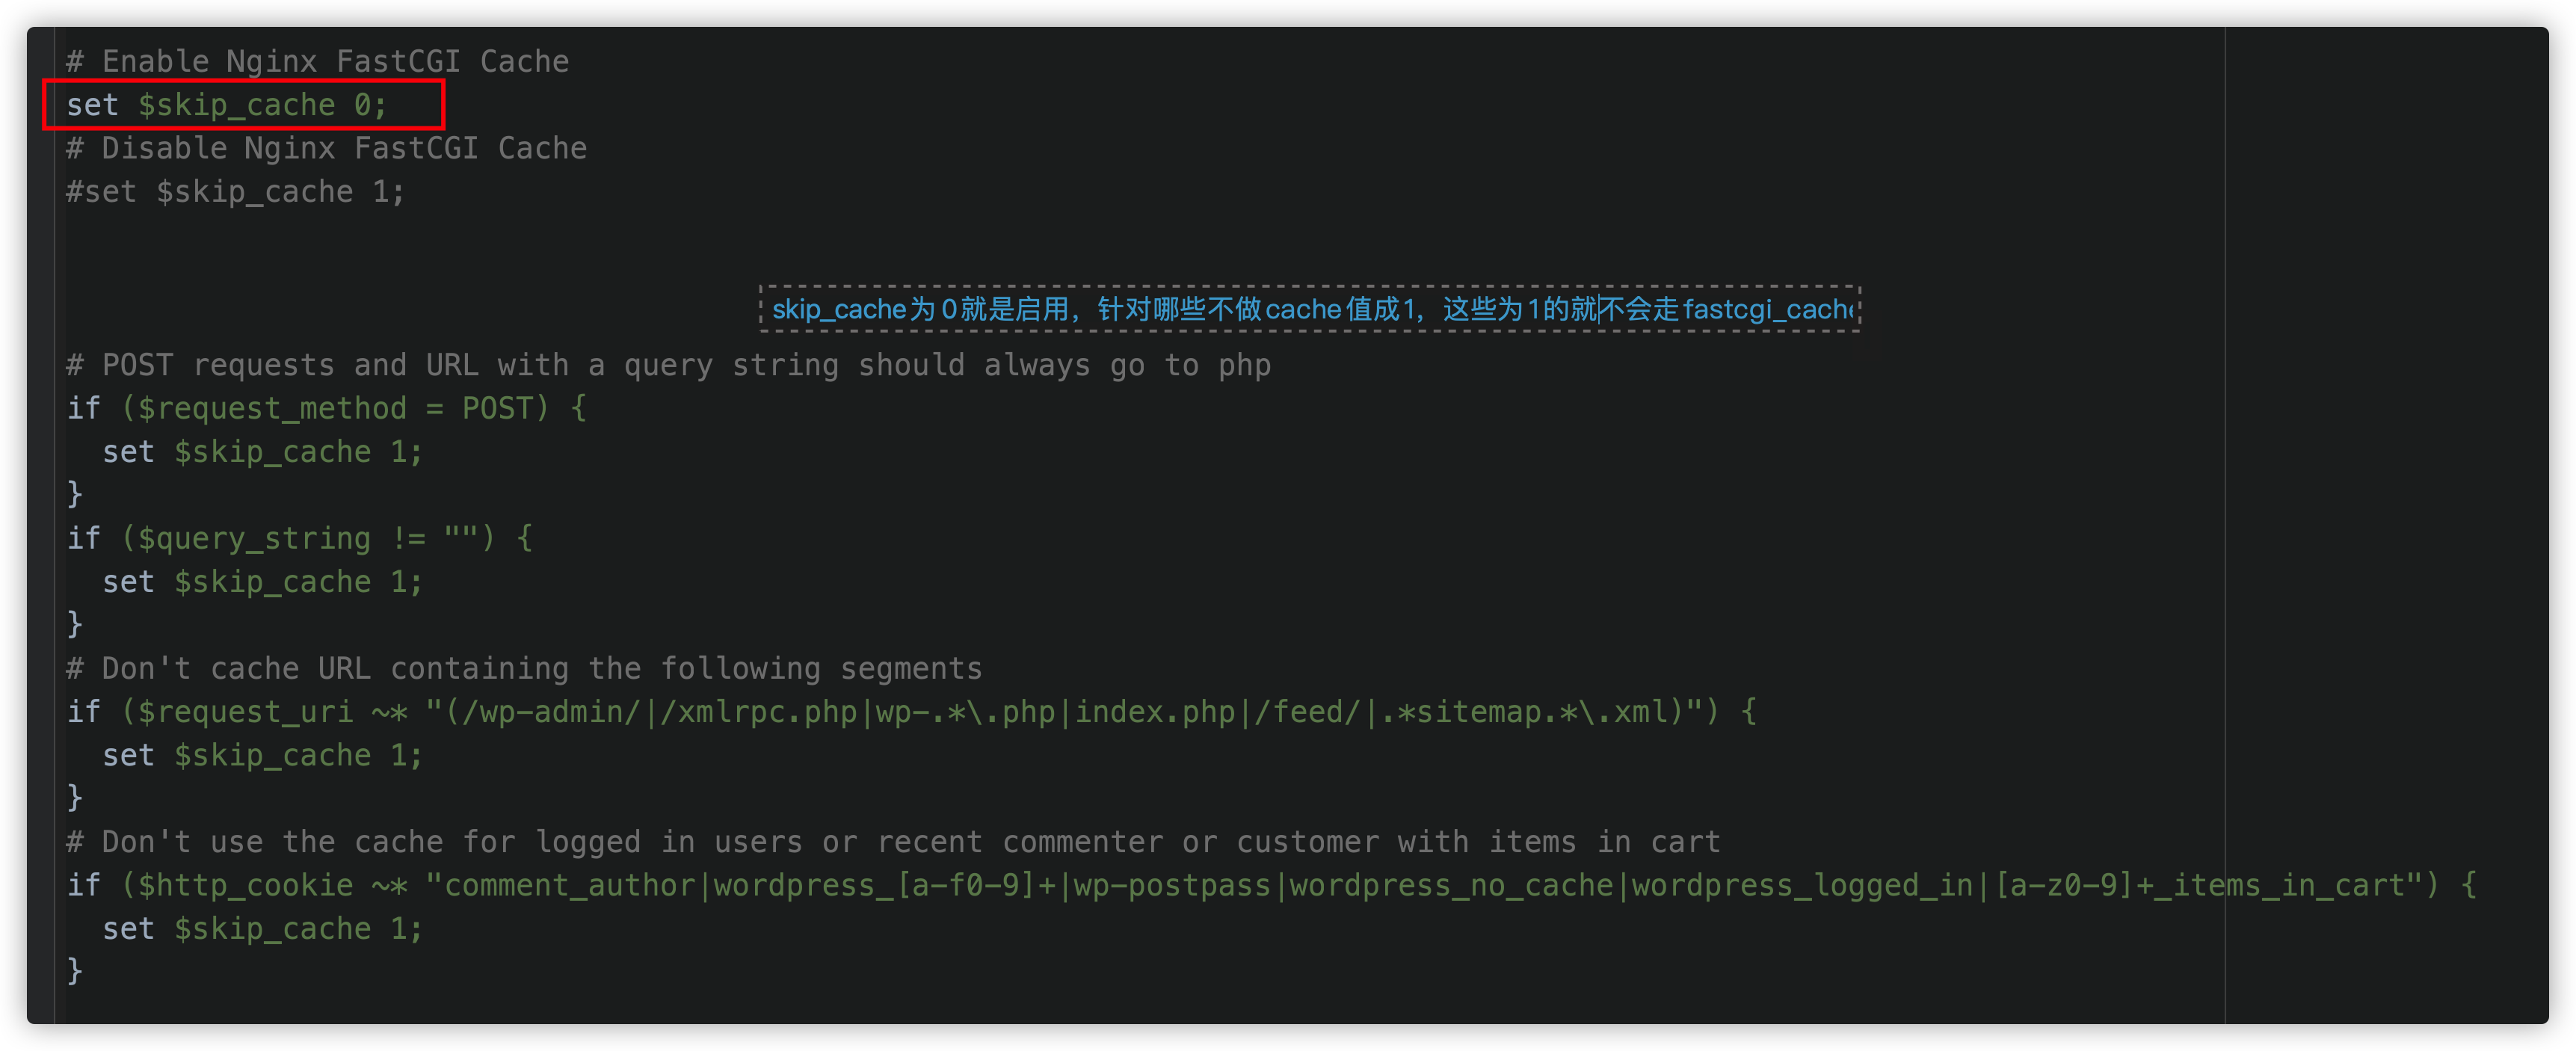 # Enable Nginx FastCGI Cache
set $skip_cache 0;
# Disable Nginx FastCGI Cache
#set $skip_cache 1;
skip_cache为0就是启用，针对哪些不做cache值成1，这些为1的就不会走fastcgi_cache
# POST requests and URL with a query string should always go to php
if ($request_method = POST) {
  set $skip_cache 1;
}
if ($query_string != "") {
  set $skip_cache 1;
}
# Don't cache URL containing the following segments
if ($request_uri ~* "(/wp-admin/|/xmlrpc.php|wp-.*\.php|index.php|/feed/|.*sitemap.*\.xml)") {
  set $skip_cache 1;
}
# Don't use the cache for logged in users or recent commenter or customer with items in cart
if ($http_cookie ~* "comment_author|wordpress_[a-f0-9]+|wp-postpass|wordpress_no_cache|wordpress_logged_in|[a-z0-9]+_items_in_cart") {
  set $skip_cache 1;
}